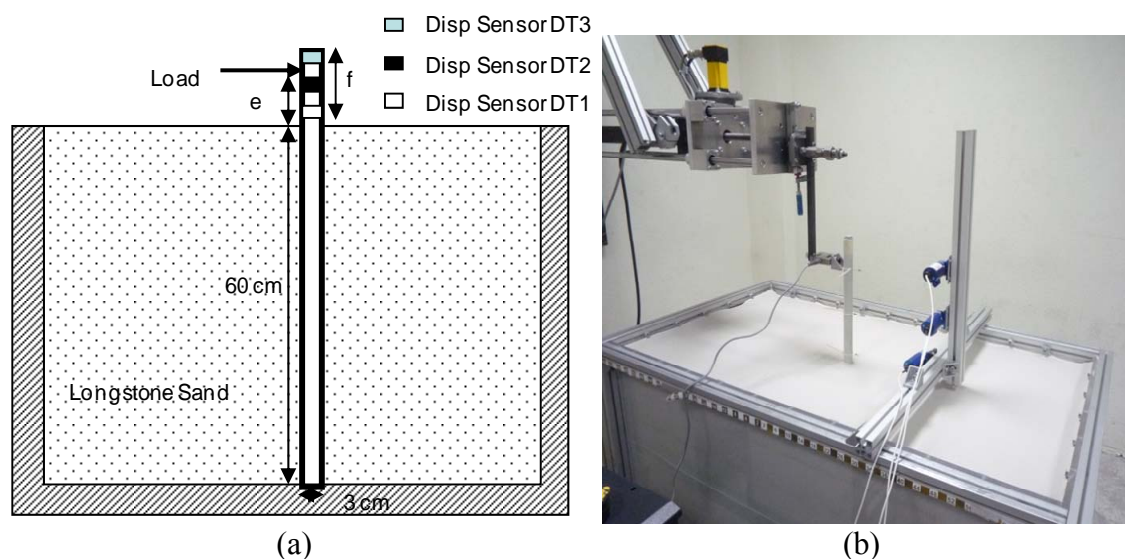 Disp Sensor DT3
Load
f
Disp Sensor DT2
e
Disp Sensor DT1
60 cm
Longstone Sand
3 cm
(a)
(b)